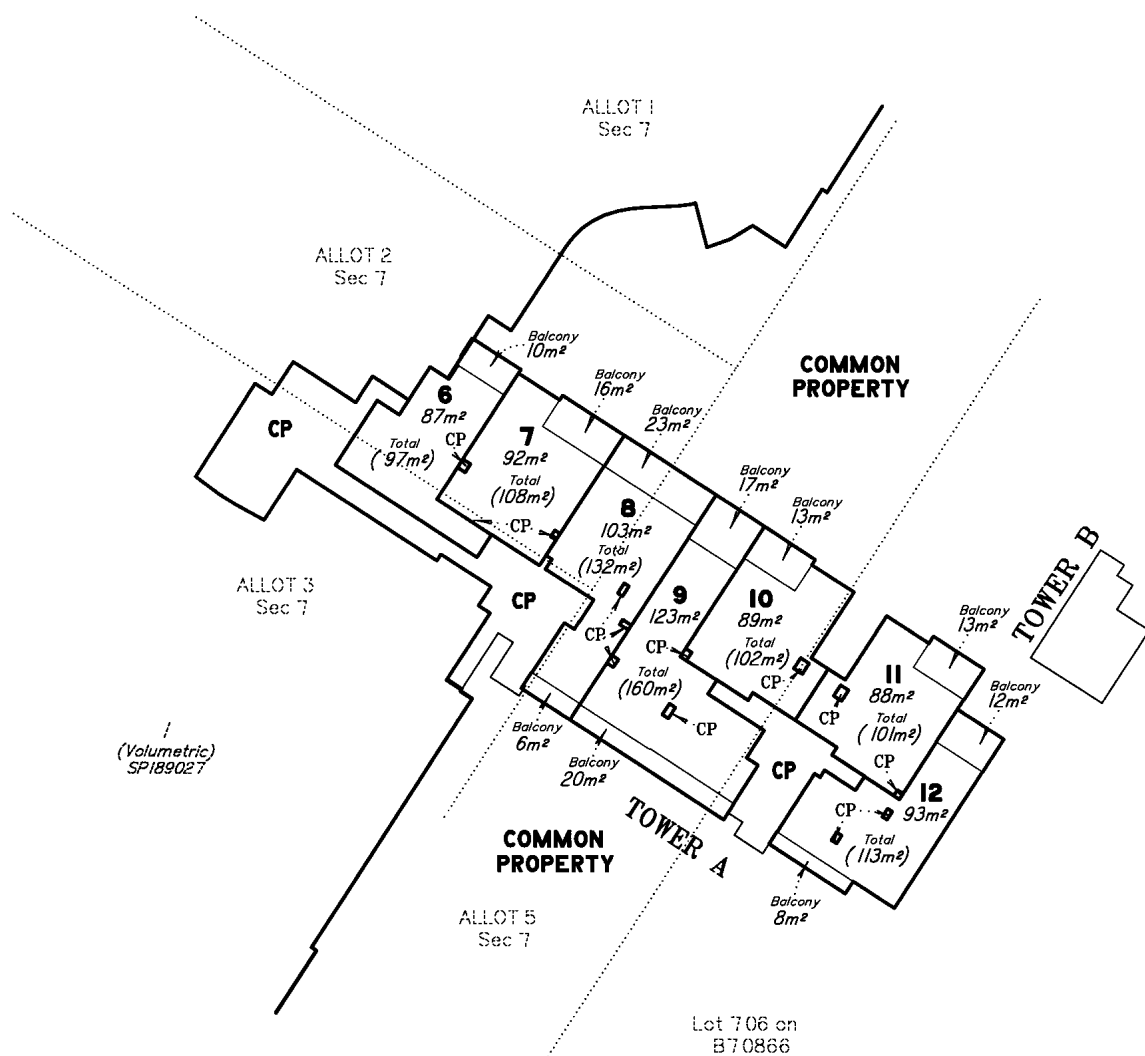 ALLOT 1
Sec 7
ALLOT 2
Sec 7
Balcony
10m²
COMMON
PROPERTY
Balcony
16m²
Balcony
23m²
6
87m²
CP
CP
Total
(97m²)
7
92m²
Total
(108m²)
CP
Balcony
17m²
Balcony
13m²
8
103m²
Total
(132m²)
TOWER B
ALLOT 3
Sec 7
CP
9
123m²
10
89m²
Total
(102m²)
CP
CP
CP
Balcony
13m²
11
88m²
Total
(101m²)
CP
Balcony
12m²
Total
(160m²)
CP
1
(Volumetric)
SP189027
Balcony
6m²
Balcony
20m²
CP
CP
12
93m²
CP
Total
(113m²)
TOWER A
COMMON
PROPERTY
Balcony
8m²
ALLOT 5
Sec 7
Lot 706 on
B70866